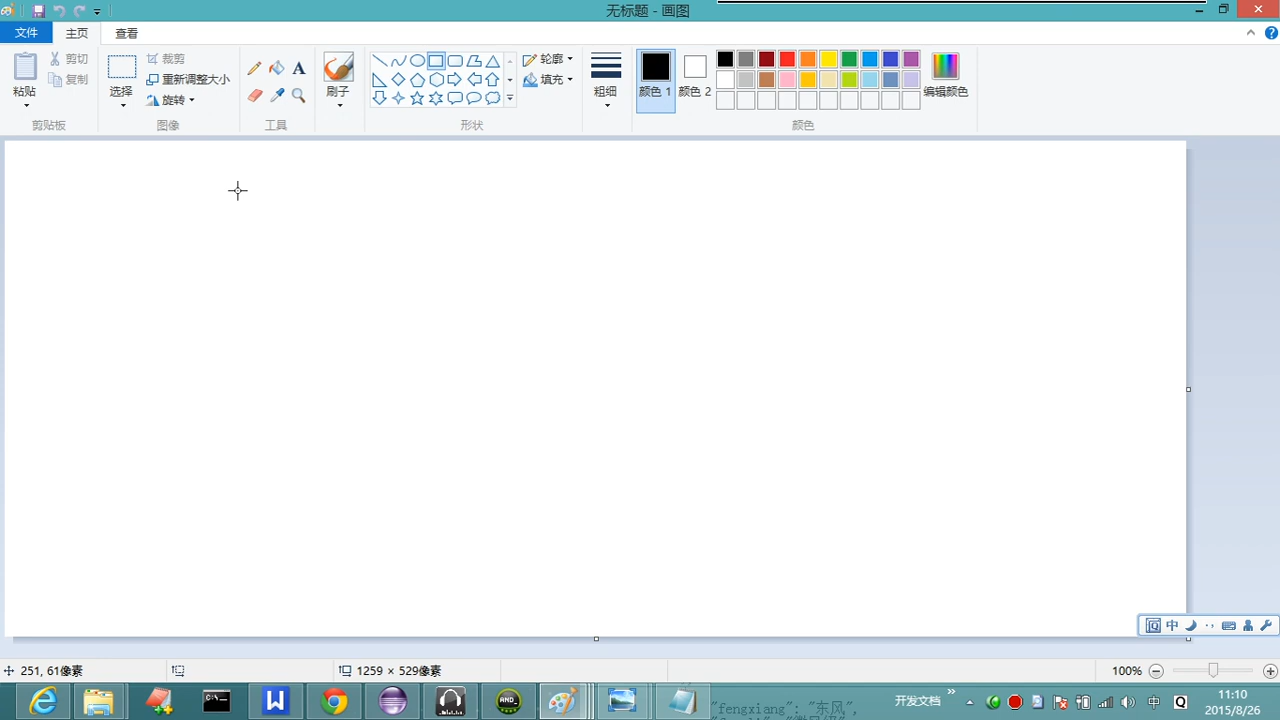 无标题 - 画图
文件 主页 查看
粘贴 剪切 复制
选择 裁剪 重新调整大小 旋转
A
刷子
轮廓 填充
粗细
颜色 1 颜色 2 编辑颜色
剪贴板 图像 工具 形状 颜色
中
251, 61像素 1259 × 529像素 100%
开发文档 » 中 11:10
"fengxiang": "东风",
2015/8/26